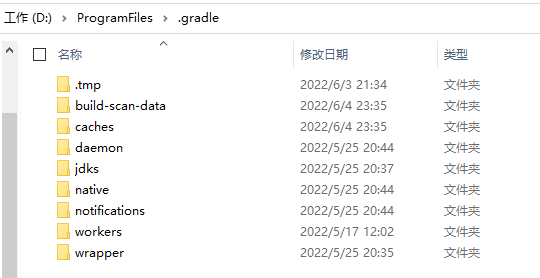 工作 (D:) > ProgramFiles > .gradle
名称 修改日期 类型
.tmp 2022/6/3 21:34 文件夹
build-scan-data 2022/6/4 23:35 文件夹
caches 2022/6/4 23:35 文件夹
daemon 2022/5/25 20:44 文件夹
jdks 2022/5/25 20:37 文件夹
native 2022/5/25 20:44 文件夹
notifications 2022/5/25 20:44 文件夹
workers 2022/5/17 12:02 文件夹
wrapper 2022/5/25 20:35 文件夹